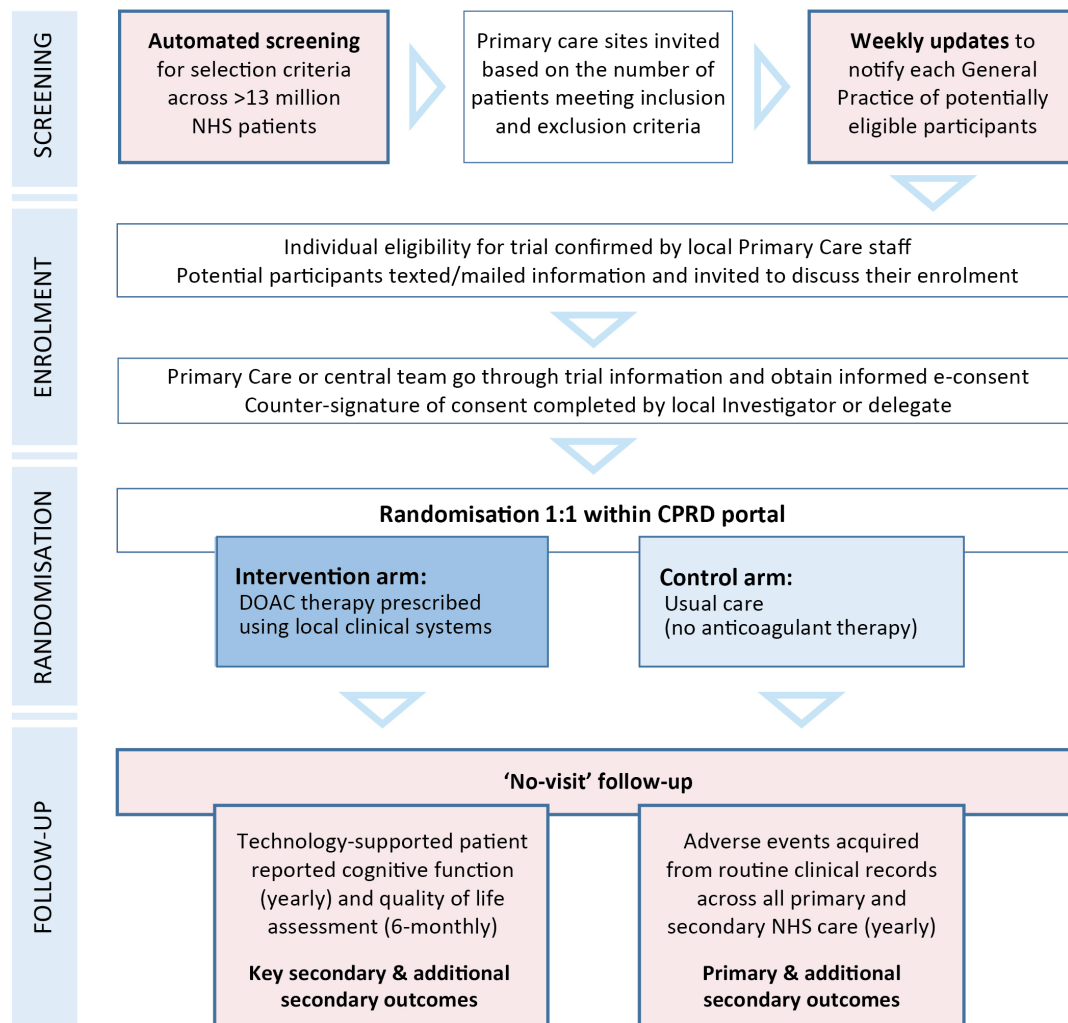 SCREENING
Automated screening
for selection criteria
across >13 million
NHS patients
Primary care sites invited
based on the number of
patients meeting inclusion
and exclusion criteria
Weekly updates to
notify each General
Practice of potentially
eligible participants
ENROLMENT
Individual eligibility for trial confirmed by local Primary Care staff
Potential participants texted/mailed information and invited to discuss their enrolment
Primary Care or central team go through trial information and obtain informed e-consent
Counter-signature of consent completed by local Investigator or delegate
RANDOMISATION
Randomisation 1:1 within CPRD portal
Intervention arm:
DOAC therapy prescribed
using local clinical systems
Control arm:
Usual care
(no anticoagulant therapy)
FOLLOW-UP
‘No-visit’ follow-up
Technology-supported patient
reported cognitive function
(yearly) and quality of life
assessment (6-monthly)
Key secondary & additional
secondary outcomes
Adverse events acquired
from routine clinical records
across all primary and
secondary NHS care (yearly)
Primary & additional
secondary outcomes